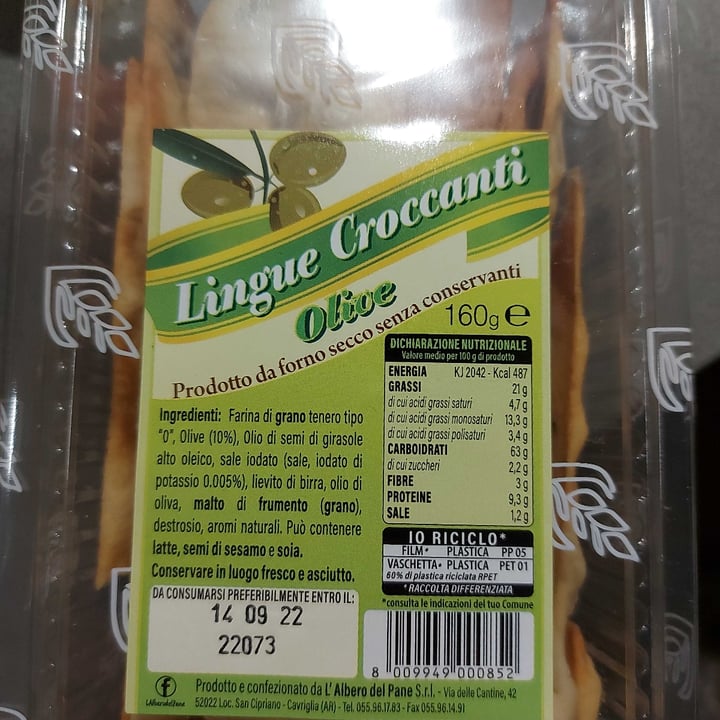 Lingue Croccanti
Olive
160g e
Prodotto da forno secco senza conservanti
Ingredienti: Farina di grano tenero tipo
"0", Olive (10%), Olio di semi di girasole
alto oleico, sale iodato (sale, iodato di
potassio 0.005%), lievito di birra, olio di
oliva, malto di frumento (grano),
destrosio, aromi naturali. Può contenere
latte, semi di sesamo e soia.
Conservare in luogo fresco e asciutto.
DA CONSUMARSI PREFERIBILMENTE ENTRO IL:
14 09 22
22073
DICHIARAZIONE NUTRIZIONALE
Valore medio per 100 g di prodotto
ENERGIA KJ 2042 - Kcal 487
GRASSI 21 g
di cui acidi grassi saturi 4,7 g
di cui acidi grassi monosaturi 13,3 g
di cui acidi grassi polisaturi 3,4 g
CARBOIDRATI 63 g
di cui zuccheri 2,2 g
FIBRE 3 g
PROTEINE 9,3 g
SALE 1,2 g
IO RICICLO*
FILM* PLASTICA PP 05
VASCHETTA* PLASTICA PET 01
60% di plastica riciclata RPET
*RACCOLTA DIFFERENZIATA
*consulta le indicazioni del tuo Comune
8 009949 000852
f
L'Alberodelpane
Prodotto e confezionato da L'Albero del Pane S.r.l. - Via delle Cantine, 42
52022 Loc. San Cipriano - Cavriglia (AR) - Tel. 055.96.17.83 - Fax 055.96.14.91